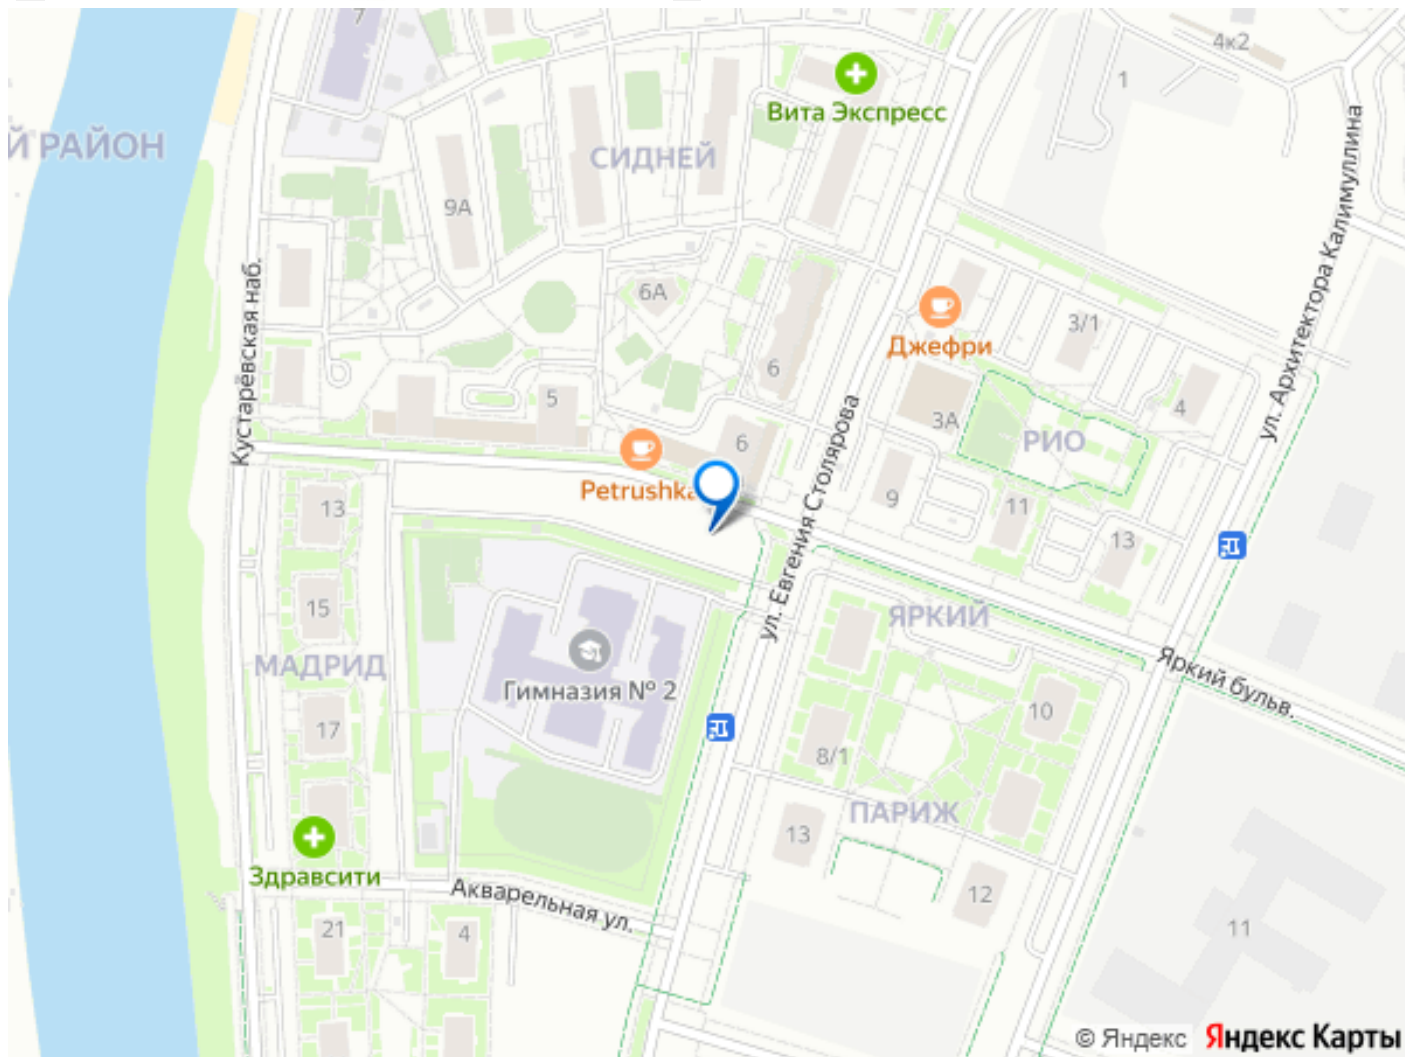 7
4к2
1
Вита Экспресс
Й РАЙОН
СИДНЕЙ
9А
ул. Архитектора Калимуллина
Кустарёвская наб.
6А
3/1
Джефри
6
5
4
3А
РИО
6
ул. Евгения Столярова
Petrushka
9
11
13
13
15
ЯРКИЙ
МАДРИД
Яркий бульв.
Гимназия № 2
17
10
8/1
ПАРИЖ
13
Здравсити
Акварельная ул.
12
21
4
11
© Яндекс Яндекс Карты